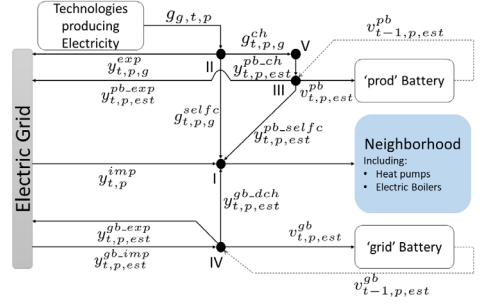 Technologies
producing
Electricity
g_{g,t,p}
g^{ch}_{t,p,g}
V
v^{pb}_{t-1,p,est}
y^{exp}_{t,p,g}
II
y^{pb\_ch}_{t,p,est}
III
v^{pb}_{t,p,est}
'prod' Battery
y^{pb\_exp}_{t,p,est}
g^{selfc}_{t,p,g}
y^{pb\_selfc}_{t,p,est}
Electric Grid
y^{imp}_{t,p}
I
Neighborhood
Including:
• Heat pumps
• Electric Boilers
y^{gb\_dch}_{t,p,est}
y^{gb\_exp}_{t,p,est}
y^{gb\_imp}_{t,p,est}
IV
v^{gb}_{t,p,est}
'grid' Battery
v^{gb}_{t-1,p,est}